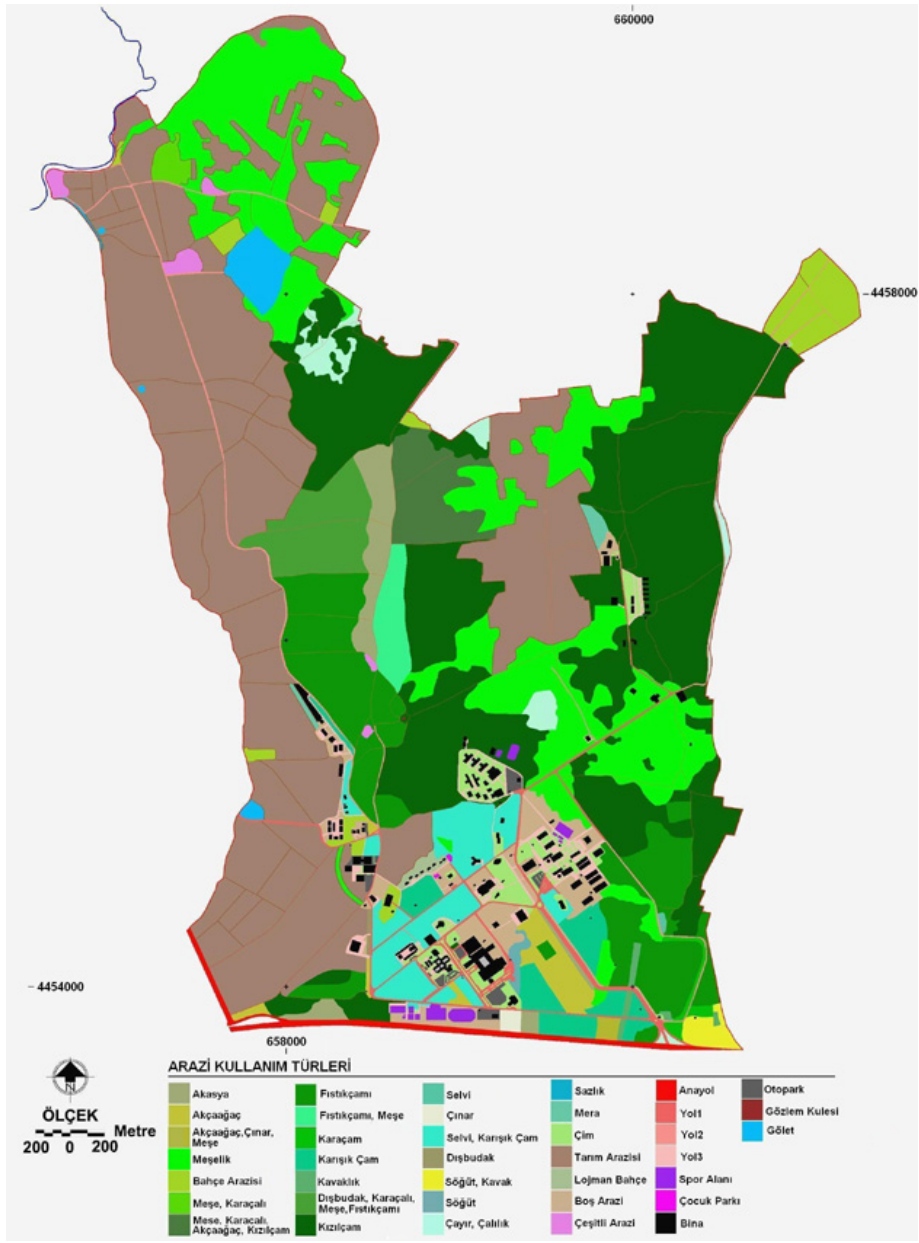 660000
4458000
4454000
658000
ARAZİ KULLANIM TÜRLERİ
N
ÖLÇEK
200 0 200 Metre
Akasya
Akçaağaç
Akçaağaç,Çınar,
Meşe
Meşelik
Bahçe Arazisi
Meşe, Karaçalı
Meşe, Karaçalı,
Akçaağaç, Kızılçam
Fıstıkçamı
Fıstıkçamı, Meşe
Karaçam
Karışık Çam
Kavaklık
Dışbudak, Karaçalı,
Meşe,Fıstıkçamı
Kızılçam
Selvi
Çınar
Selvi, Karışık Çam
Dışbudak
Söğüt, Kavak
Söğüt
Çayır, Çalılık
Sazlık
Mera
Çim
Tarım Arazisi
Lojman Bahçe
Boş Arazi
Çeşitli Arazi
Anayol
Yol1
Yol2
Yol3
Spor Alanı
Çocuk Parkı
Bina
Otopark
Gözlem Kulesi
Gölet